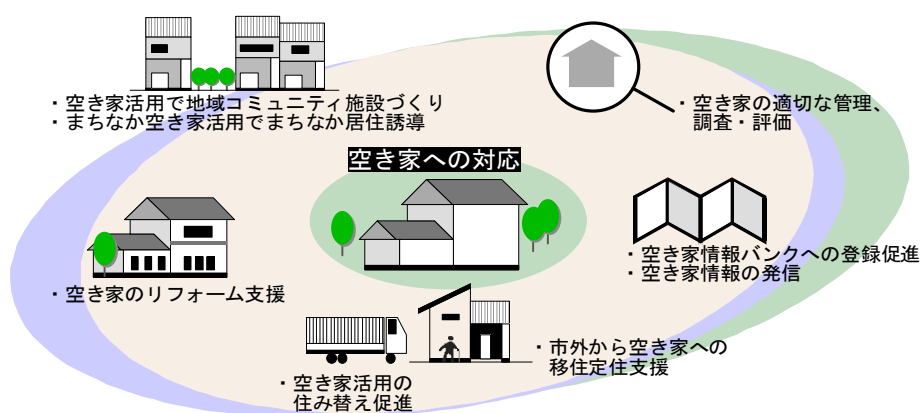 ・空き家活用で地域コミュニティ施設づくり
・まちなか空き家活用でまちなか居住誘導
・空き家の適切な管理、
調査・評価
空き家への対応
・空き家情報バンクへの登録促進
・空き家情報の発信
・空き家のリフォーム支援
・市外から空き家への
移住定住支援
・空き家活用の
住み替え促進